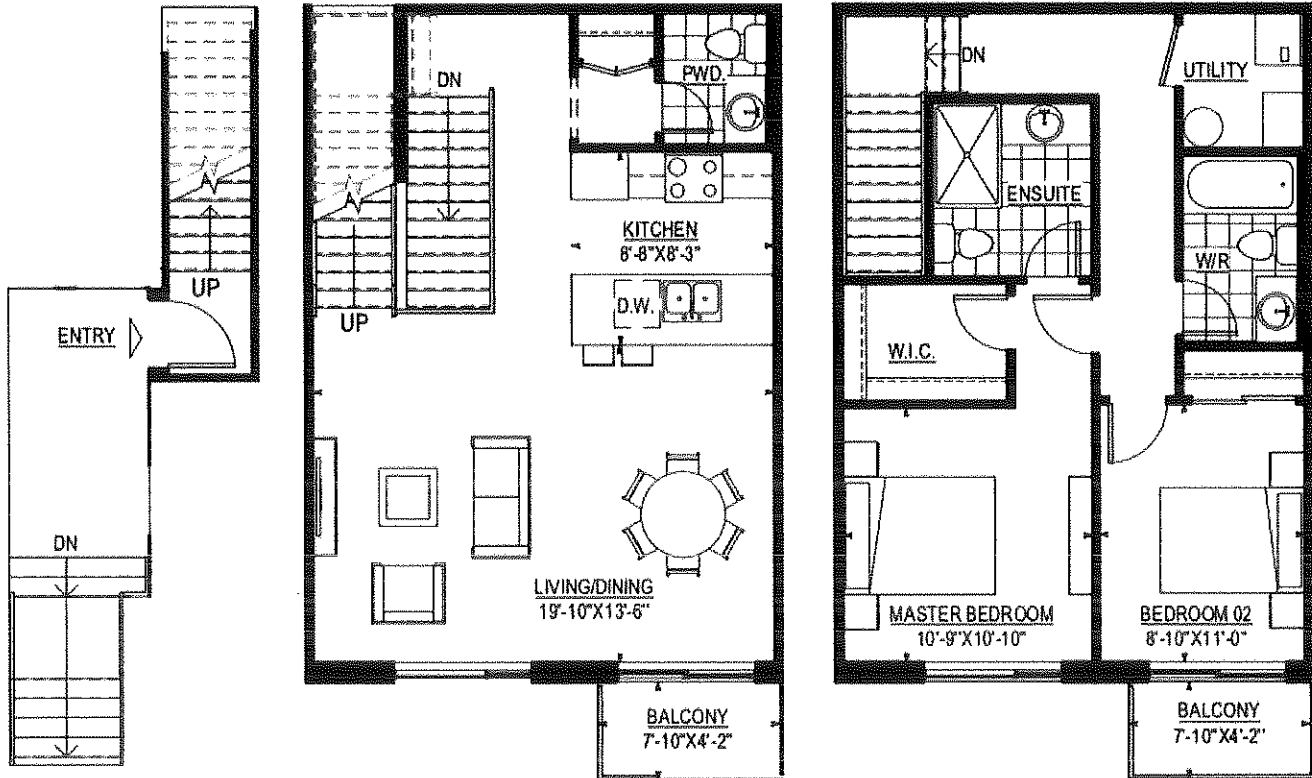 UP
ENTRY
DN
DN
PWD.
KITCHEN
8'-8"X8'-3"
D.W.
UP
LIVING/DINING
19'-10"X13'-6"
BALCONY
7'-10"X4'-2"
DN
UTILITY
ENSUITE
W/R
W.I.C.
MASTER BEDROOM
10'-9"X10'-10"
BEDROOM 02
8'-10"X11'-0"
BALCONY
7'-10"X4'-2"